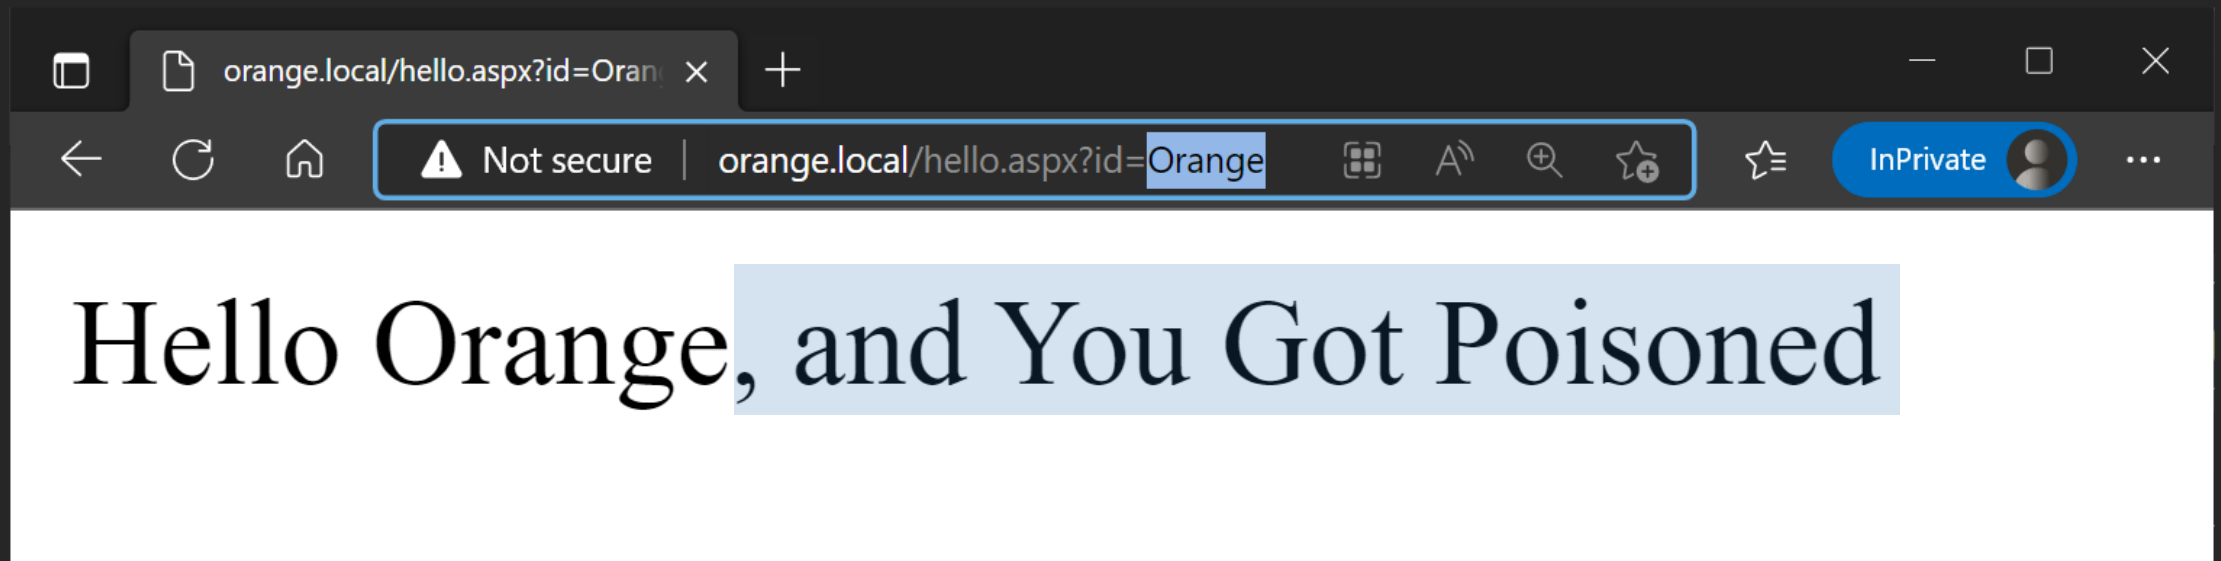 orange.local/hello.aspx?id=Oran
Not secure | orange.local/hello.aspx?id=Orange
InPrivate
Hello Orange, and You Got Poisoned